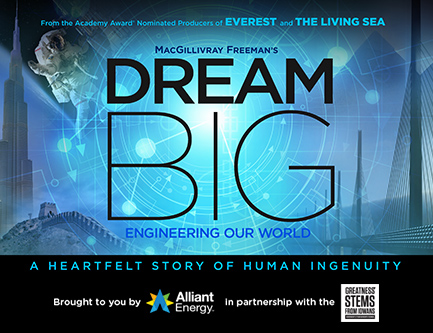 From the Academy Award® Nominated Producers of EVEREST and THE LIVING SEA
MACGILLIVRAY FREEMAN'S
DREAM
BIG
ENGINEERING OUR WORLD
A HEARTFELT STORY OF HUMAN INGENUITY
Brought to you by Alliant Energy. in partnership with the
GREATNESS
STEMS
FROM IOWANS